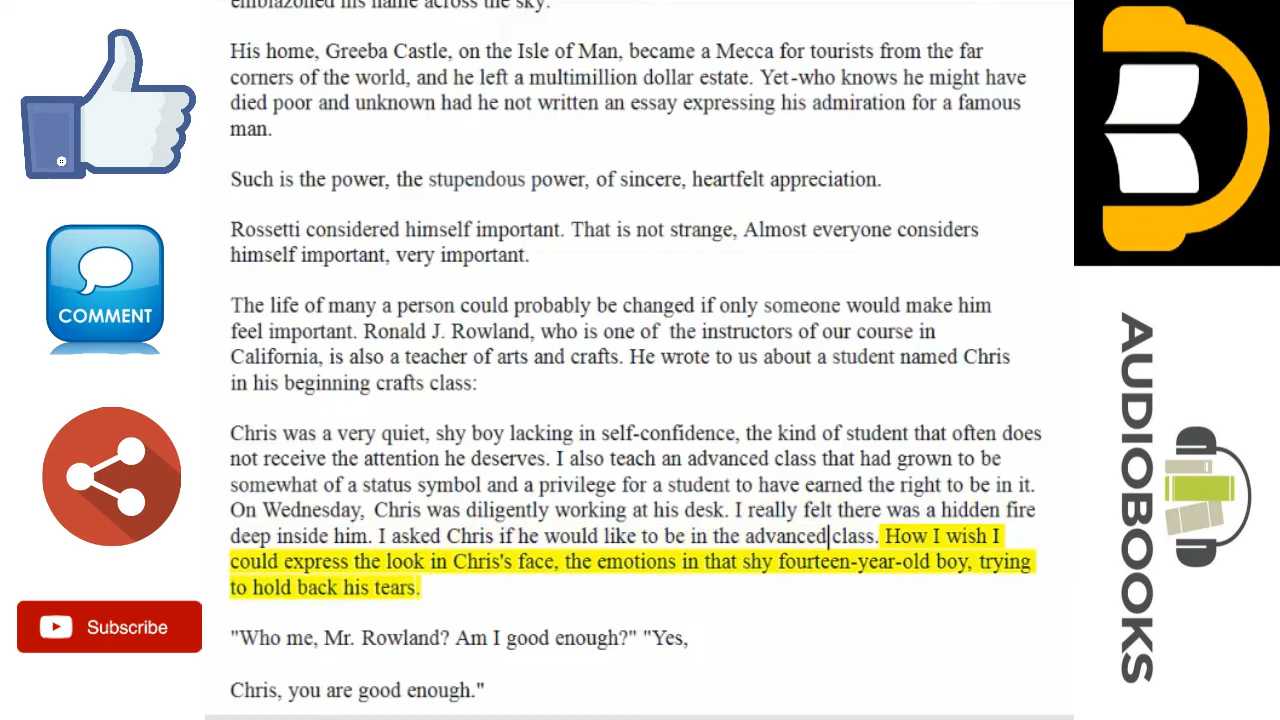 emblazoned his name across the sky.
His home, Greeba Castle, on the Isle of Man, became a Mecca for tourists from the far
corners of the world, and he left a multimillion dollar estate. Yet-who knows he might have
died poor and unknown had he not written an essay expressing his admiration for a famous
man.
Such is the power, the stupendous power, of sincere, heartfelt appreciation.
Rossetti considered himself important. That is not strange, Almost everyone considers
himself important, very important.
The life of many a person could probably be changed if only someone would make him
feel important. Ronald J. Rowland, who is one of the instructors of our course in
California, is also a teacher of arts and crafts. He wrote to us about a student named Chris
in his beginning crafts class:
Chris was a very quiet, shy boy lacking in self-confidence, the kind of student that often does
not receive the attention he deserves. I also teach an advanced class that had grown to be
somewhat of a status symbol and a privilege for a student to have earned the right to be in it.
On Wednesday, Chris was diligently working at his desk. I really felt there was a hidden fire
deep inside him. I asked Chris if he would like to be in the advanced class. How I wish I
could express the look in Chris's face, the emotions in that shy fourteen-year-old boy, trying
to hold back his tears.
"Who me, Mr. Rowland? Am I good enough?" "Yes,
Chris, you are good enough."
COMMENT
Subscribe
AUDIOBOOKS